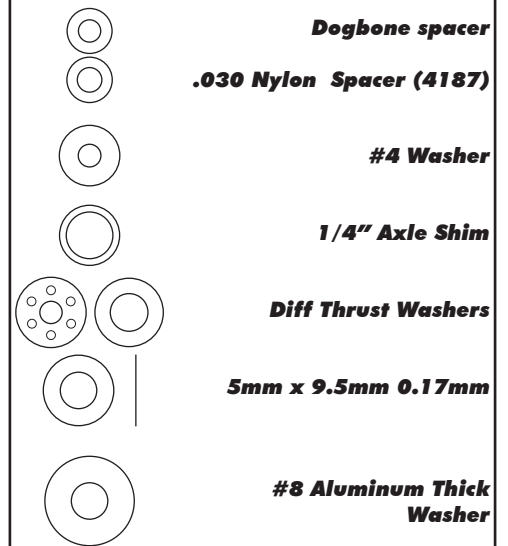 Dogbone spacer
.030 Nylon Spacer (4187)
#4 Washer
1/4” Axle Shim
Diff Thrust Washers
5mm x 9.5mm 0.17mm
#8 Aluminum Thick
Washer